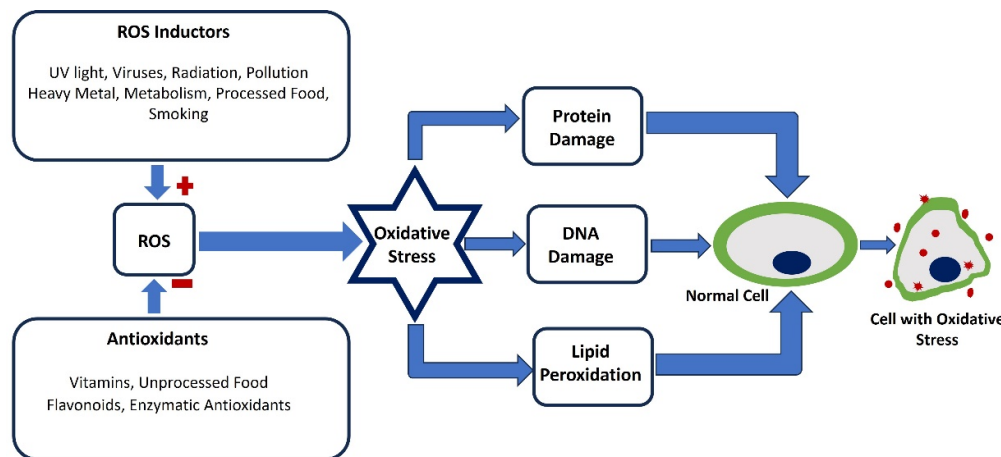 ROS Inductors
UV light, Viruses, Radiation, Pollution
Heavy Metal, Metabolism, Processed Food,
Smoking
+
ROS
−
Antioxidants
Vitamins, Unprocessed Food
Flavonoids, Enzymatic Antioxidants
Oxidative
Stress
Protein
Damage
DNA
Damage
Lipid
Peroxidation
Normal Cell
Cell with Oxidative
Stress